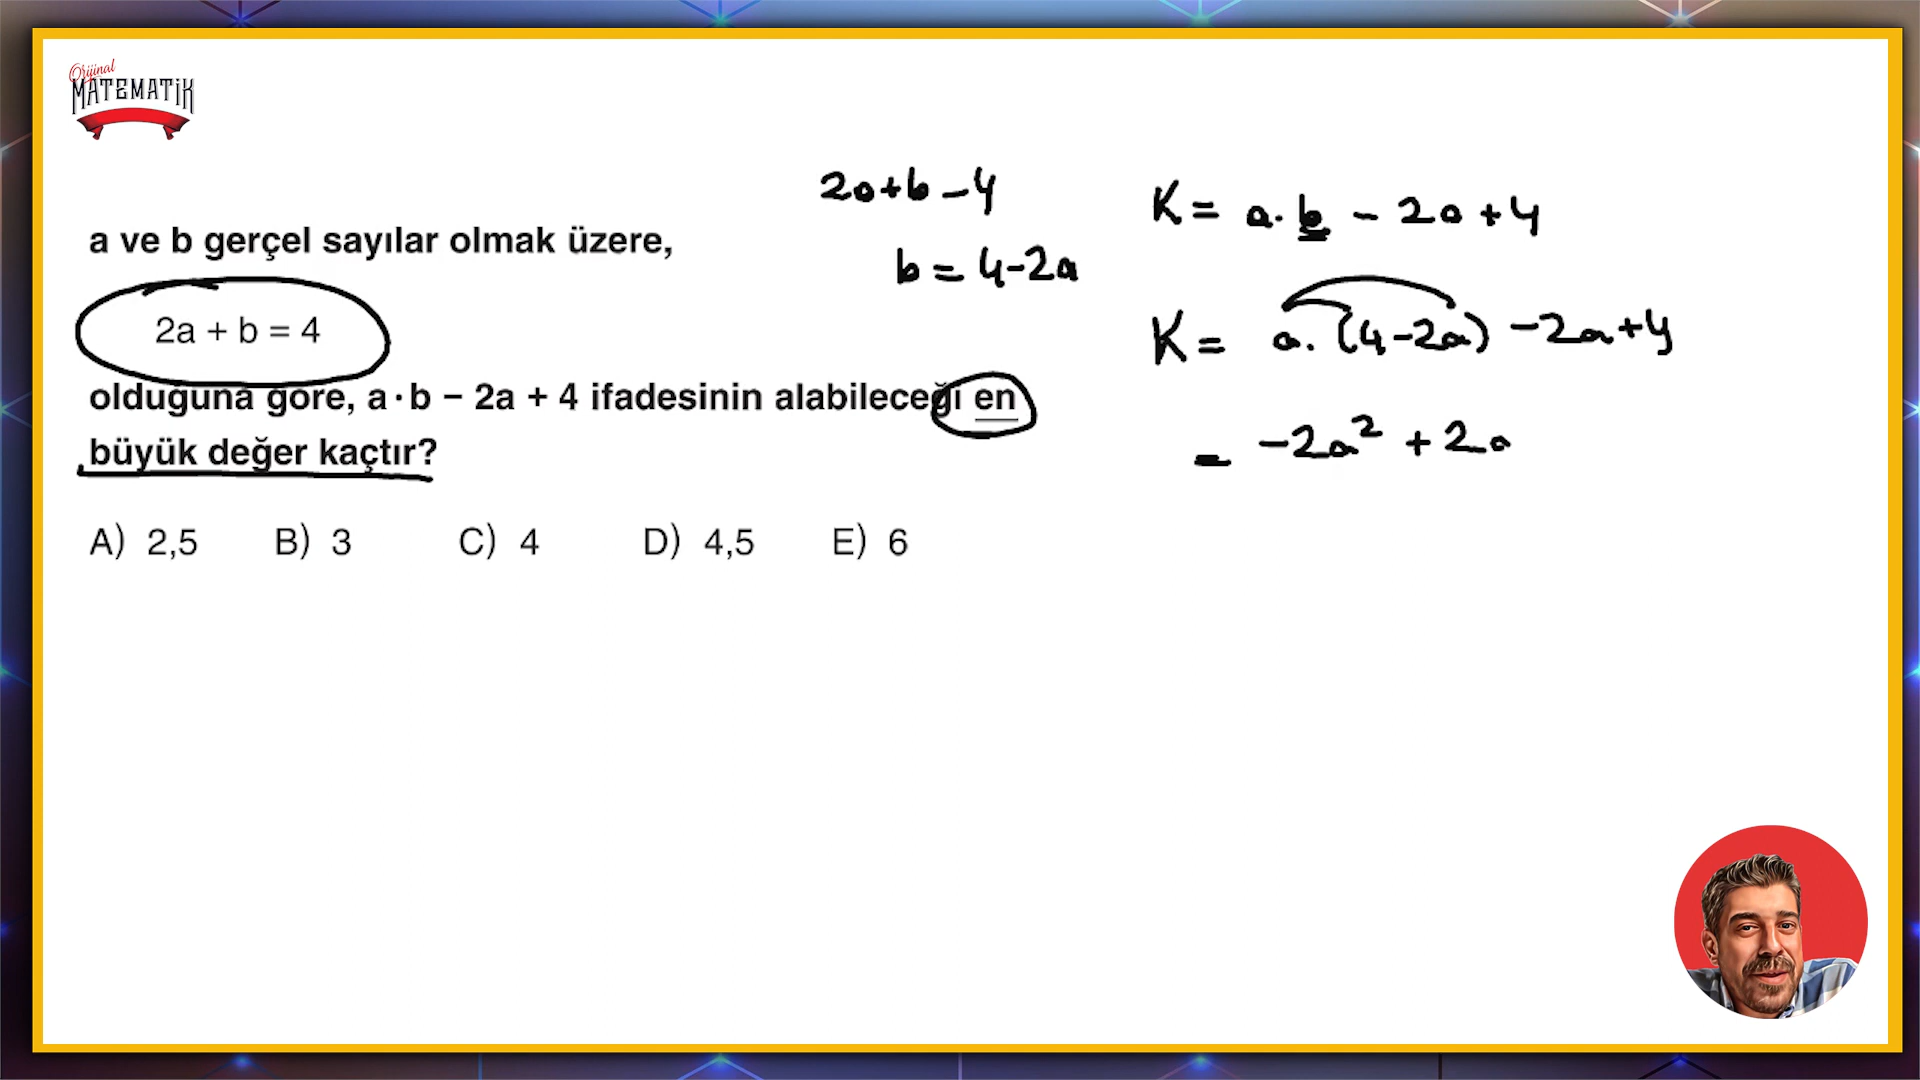 Orijinal
MATEMATİK
a ve b gerçel sayılar olmak üzere,
2a + b = 4
olduğuna göre, a·b − 2a + 4 ifadesinin alabileceği en
büyük değer kaçtır?
A) 2,5 B) 3 C) 4 D) 4,5 E) 6
2a+b-4
b = 4-2a
K = a.b - 2a + 4
K = a.(4-2a) -2a+4
= -2a² + 2a